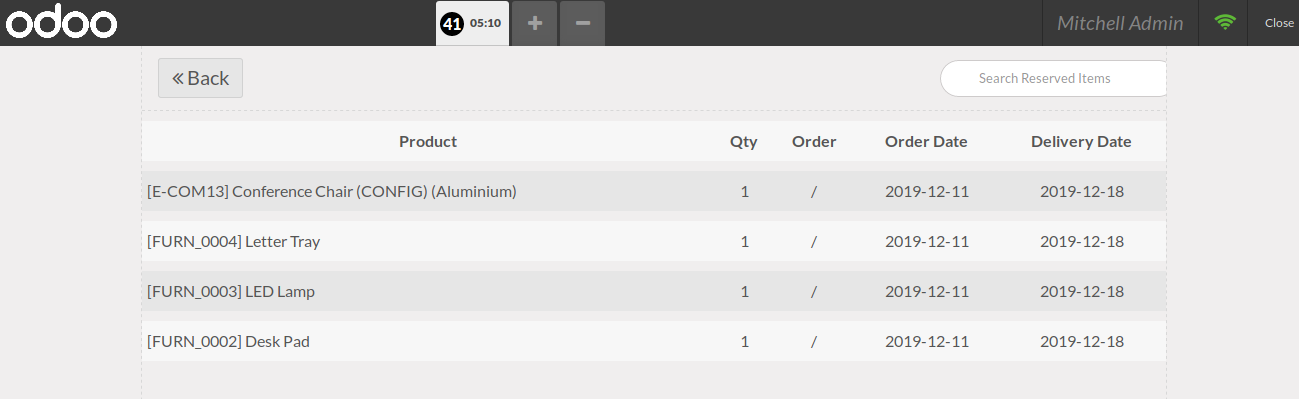 odoo 41 05:10 + − Mitchell Admin Close
« Back Search Reserved Items
Product Qty Order Order Date Delivery Date
[E-COM13] Conference Chair (CONFIG) (Aluminium) 1 / 2019-12-11 2019-12-18
[FURN_0004] Letter Tray 1 / 2019-12-11 2019-12-18
[FURN_0003] LED Lamp 1 / 2019-12-11 2019-12-18
[FURN_0002] Desk Pad 1 / 2019-12-11 2019-12-18